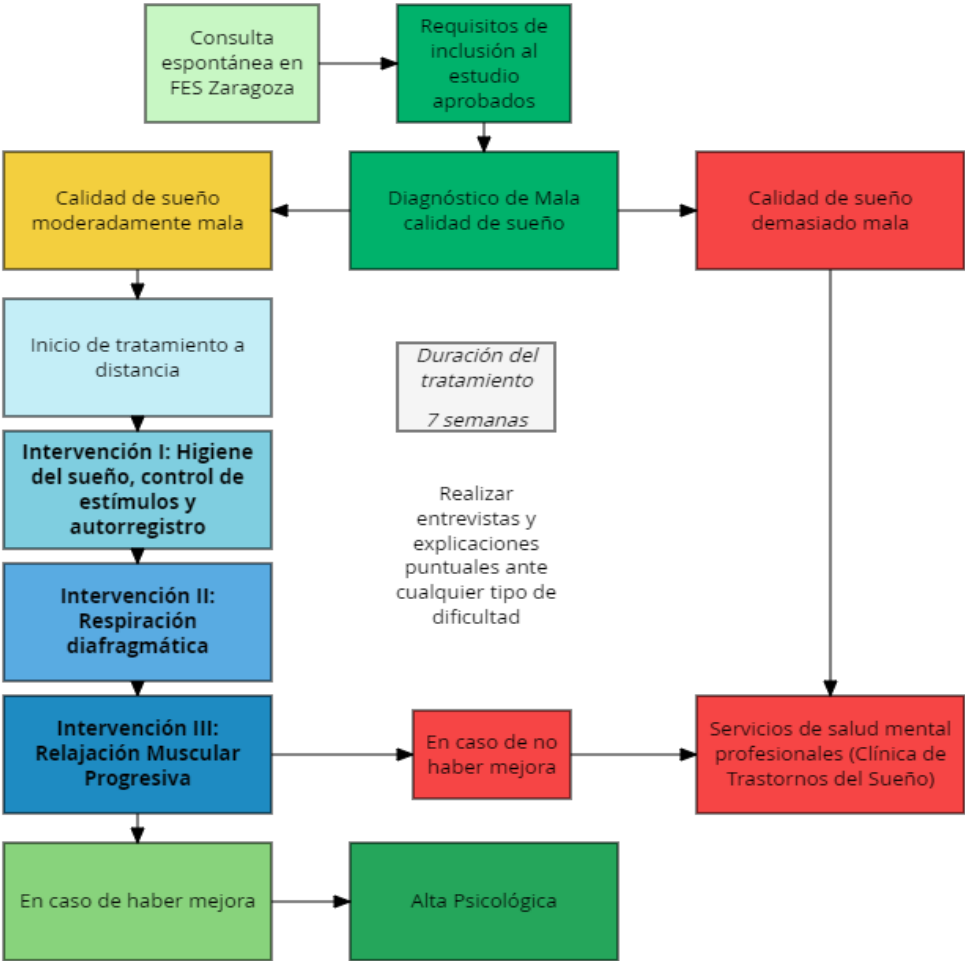 Consulta
espontánea en
FES Zaragoza
Requisitos de
inclusión al
estudio
aprobados
Calidad de sueño
moderadamente mala
Diagnóstico de Mala
calidad de sueño
Calidad de sueño
demasiado mala
Inicio de tratamiento a
distancia
Duración del
tratamiento
7 semanas
Intervención I: Higiene
del sueño, control de
estímulos y
autorregistro
Realizar
entrevistas y
explicaciones
puntuales ante
cualquier tipo de
dificultad
Intervención II:
Respiración
diafragmática
Intervención III:
Relajación Muscular
Progresiva
En caso de no
haber mejora
Servicios de salud mental
profesionales (Clínica de
Trastornos del Sueño)
En caso de haber mejora
Alta Psicológica